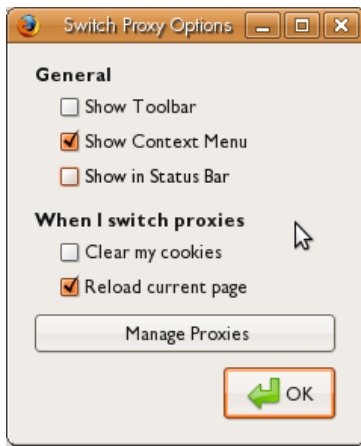 Switch Proxy Options
General
Show Toolbar
Show Context Menu
Show in Status Bar
When I switch proxies
Clear my cookies
Reload current page
Manage Proxies
OK